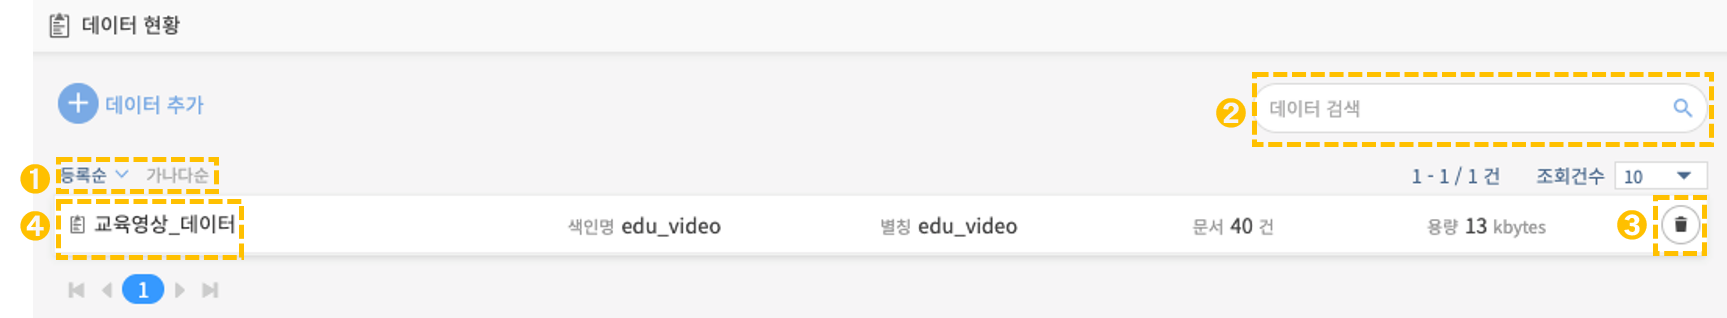 데이터 현황
데이터 추가
2 데이터 검색
1 등록순 가나다순 1 - 1 / 1 건 조회건수 10
4 교육영상_데이터 색인명 edu_video 별칭 edu_video 문서 40 건 용량 13 kbytes 3
1